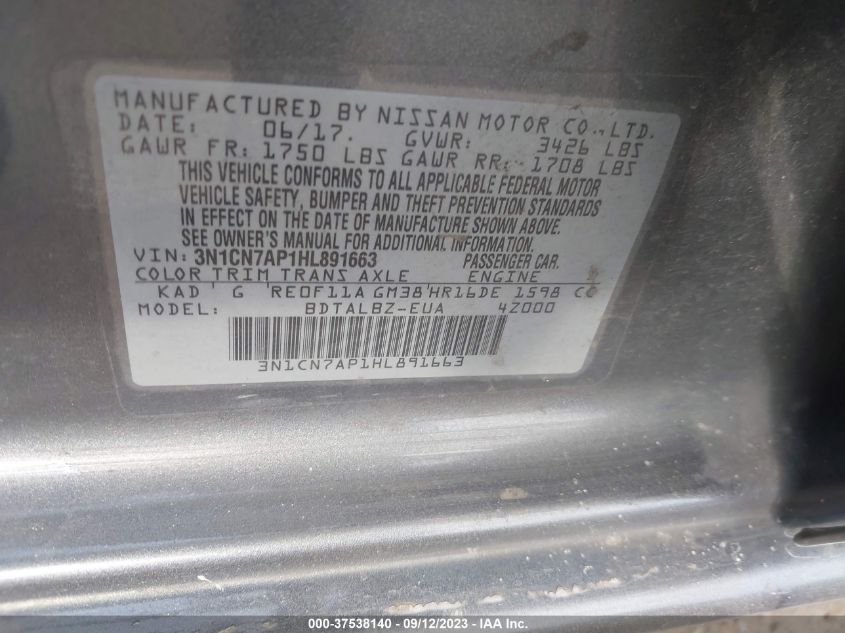 MANUFACTURED BY NISSAN MOTOR CO., LTD.
DATE: 06/17. GVWR: 3426 LBS
GAWR FR: 1750 LBS GAWR RR: 1708 LBS
THIS VEHICLE CONFORMS TO ALL APPLICABLE FEDERAL MOTOR
VEHICLE SAFETY, BUMPER AND THEFT PREVENTION STANDARDS
IN EFFECT ON THE DATE OF MANUFACTURE SHOWN ABOVE.
SEE OWNER'S MANUAL FOR ADDITIONAL INFORMATION.
VIN: 3N1CN7AP1HL891663 PASSENGER CAR.
COLOR TRIM TRANS AXLE ENGINE
KAD G RE0F11A GM38 HR16DE 1598 CC
MODEL: BDTALBZ-EUA 4Z000
3N1CN7AP1HL891663
000-37538140 - 09/12/2023 - IAA Inc.